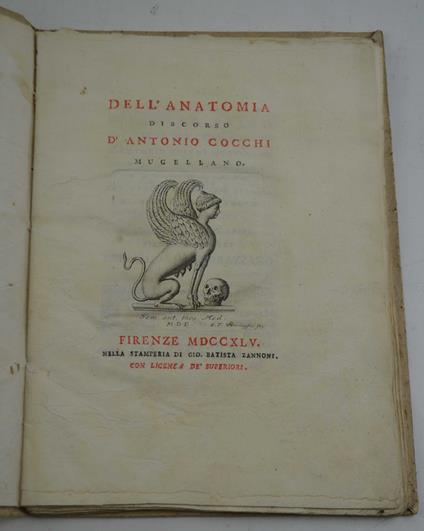 DELL' ANATOMIA
DISCORSO
D' ANTONIO COCCHI
MUGELLANO.
FIRENZE MDCCXLV.
NELLA STAMPERIA DI GIO. BATISTA ZANNONI.
CON LICENZA DE' SUPERIORI.